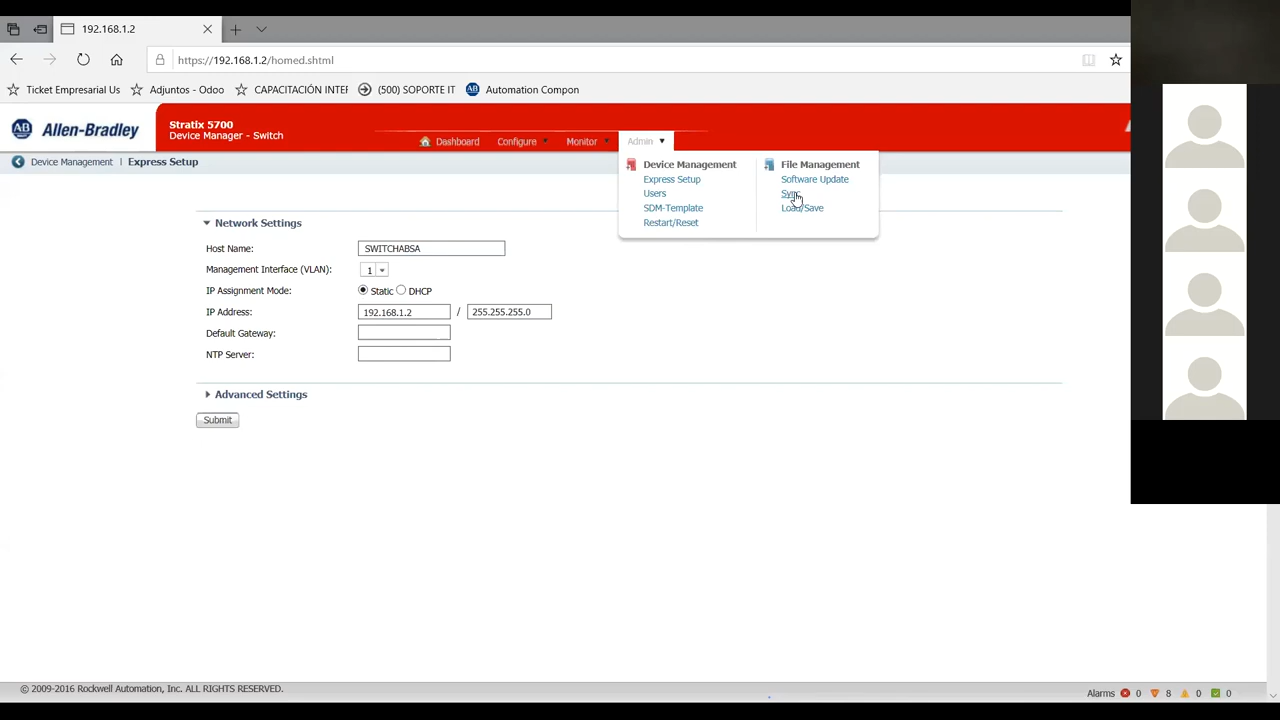 192.168.1.2
https://192.168.1.2/homed.shtml
Ticket Empresarial Us
Adjuntos - Odoo
CAPACITACIÓN INTEF
(500) SOPORTE IT
Automation Compon
AB Allen-Bradley
Stratix 5700
Device Manager - Switch
Dashboard
Configure
Monitor
Admin
Device Management
Express Setup
Device Management
Express Setup
Users
SDM-Template
Restart/Reset
File Management
Software Update
Sync
Load/Save
Network Settings
Host Name: SWITCHABSA
Management Interface (VLAN): 1
IP Assignment Mode: Static DHCP
IP Address: 192.168.1.2 / 255.255.255.0
Default Gateway:
NTP Server:
Advanced Settings
Submit
© 2009-2016 Rockwell Automation, Inc. ALL RIGHTS RESERVED.
Alarms 0 8 0 0